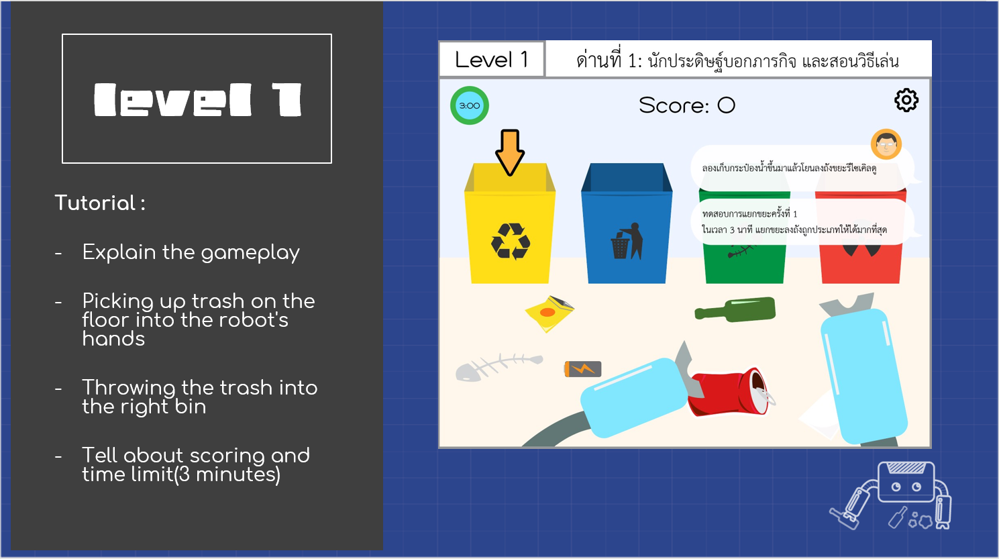 level 1
Tutorial :
- Explain the gameplay
- Picking up trash on the
floor into the robot's
hands
- Throwing the trash into
the right bin
- Tell about scoring and
time limit(3 minutes)
Level 1
ด่านที่ 1: นักประดิษฐ์บอกภารกิจ และสอนวิธีเล่น
3:00
Score: 0
ลองเก็บกระป๋องน้ำขึ้นมาแล้วโยนลงถังขยะรีไซเคิลดู
ทดสอบการแยกขยะครั้งที่ 1
ในเวลา 3 นาที แยกขยะลงถังถูกประเภทให้ได้มากที่สุด